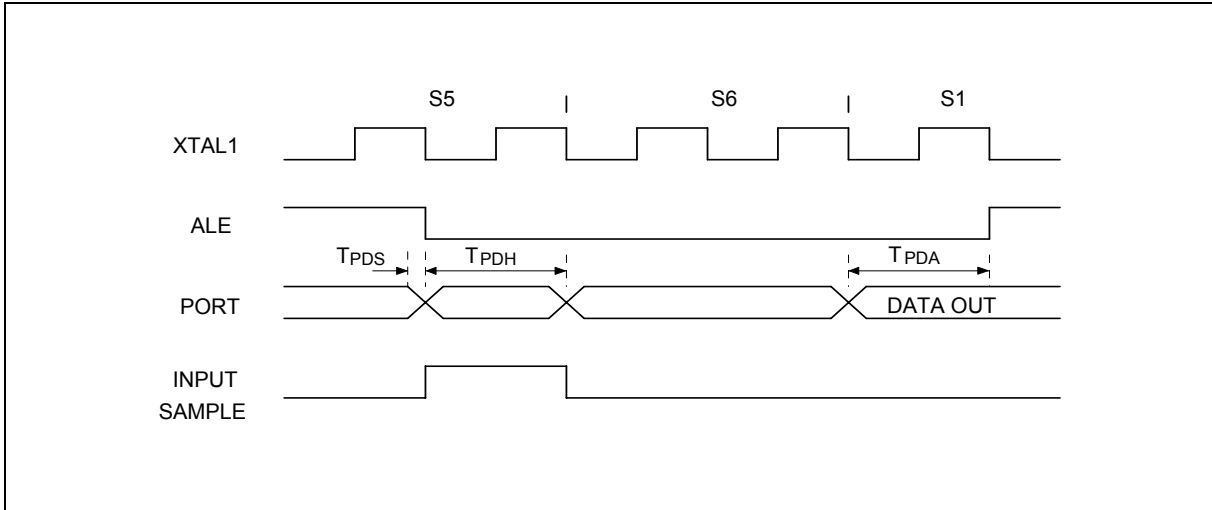 S5 | S6 | S1
XTAL1
ALE
TPDS TPDH TPDA
PORT DATA OUT
INPUT
SAMPLE